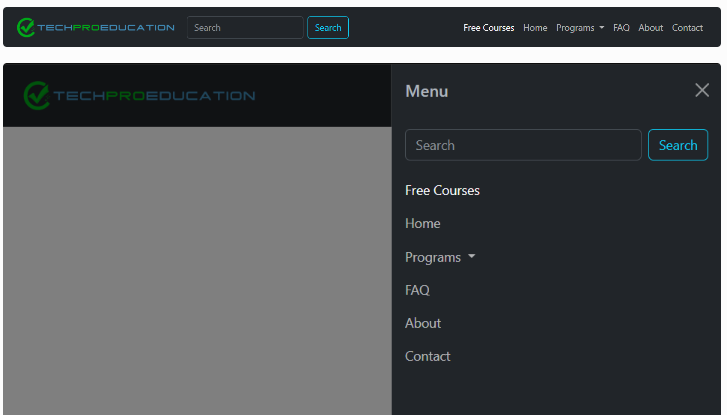 TECHPROEDUCATION Search Search Free Courses Home Programs FAQ About Contact
TECHPROEDUCATION Menu
Search Search
Free Courses
Home
Programs
FAQ
About
Contact